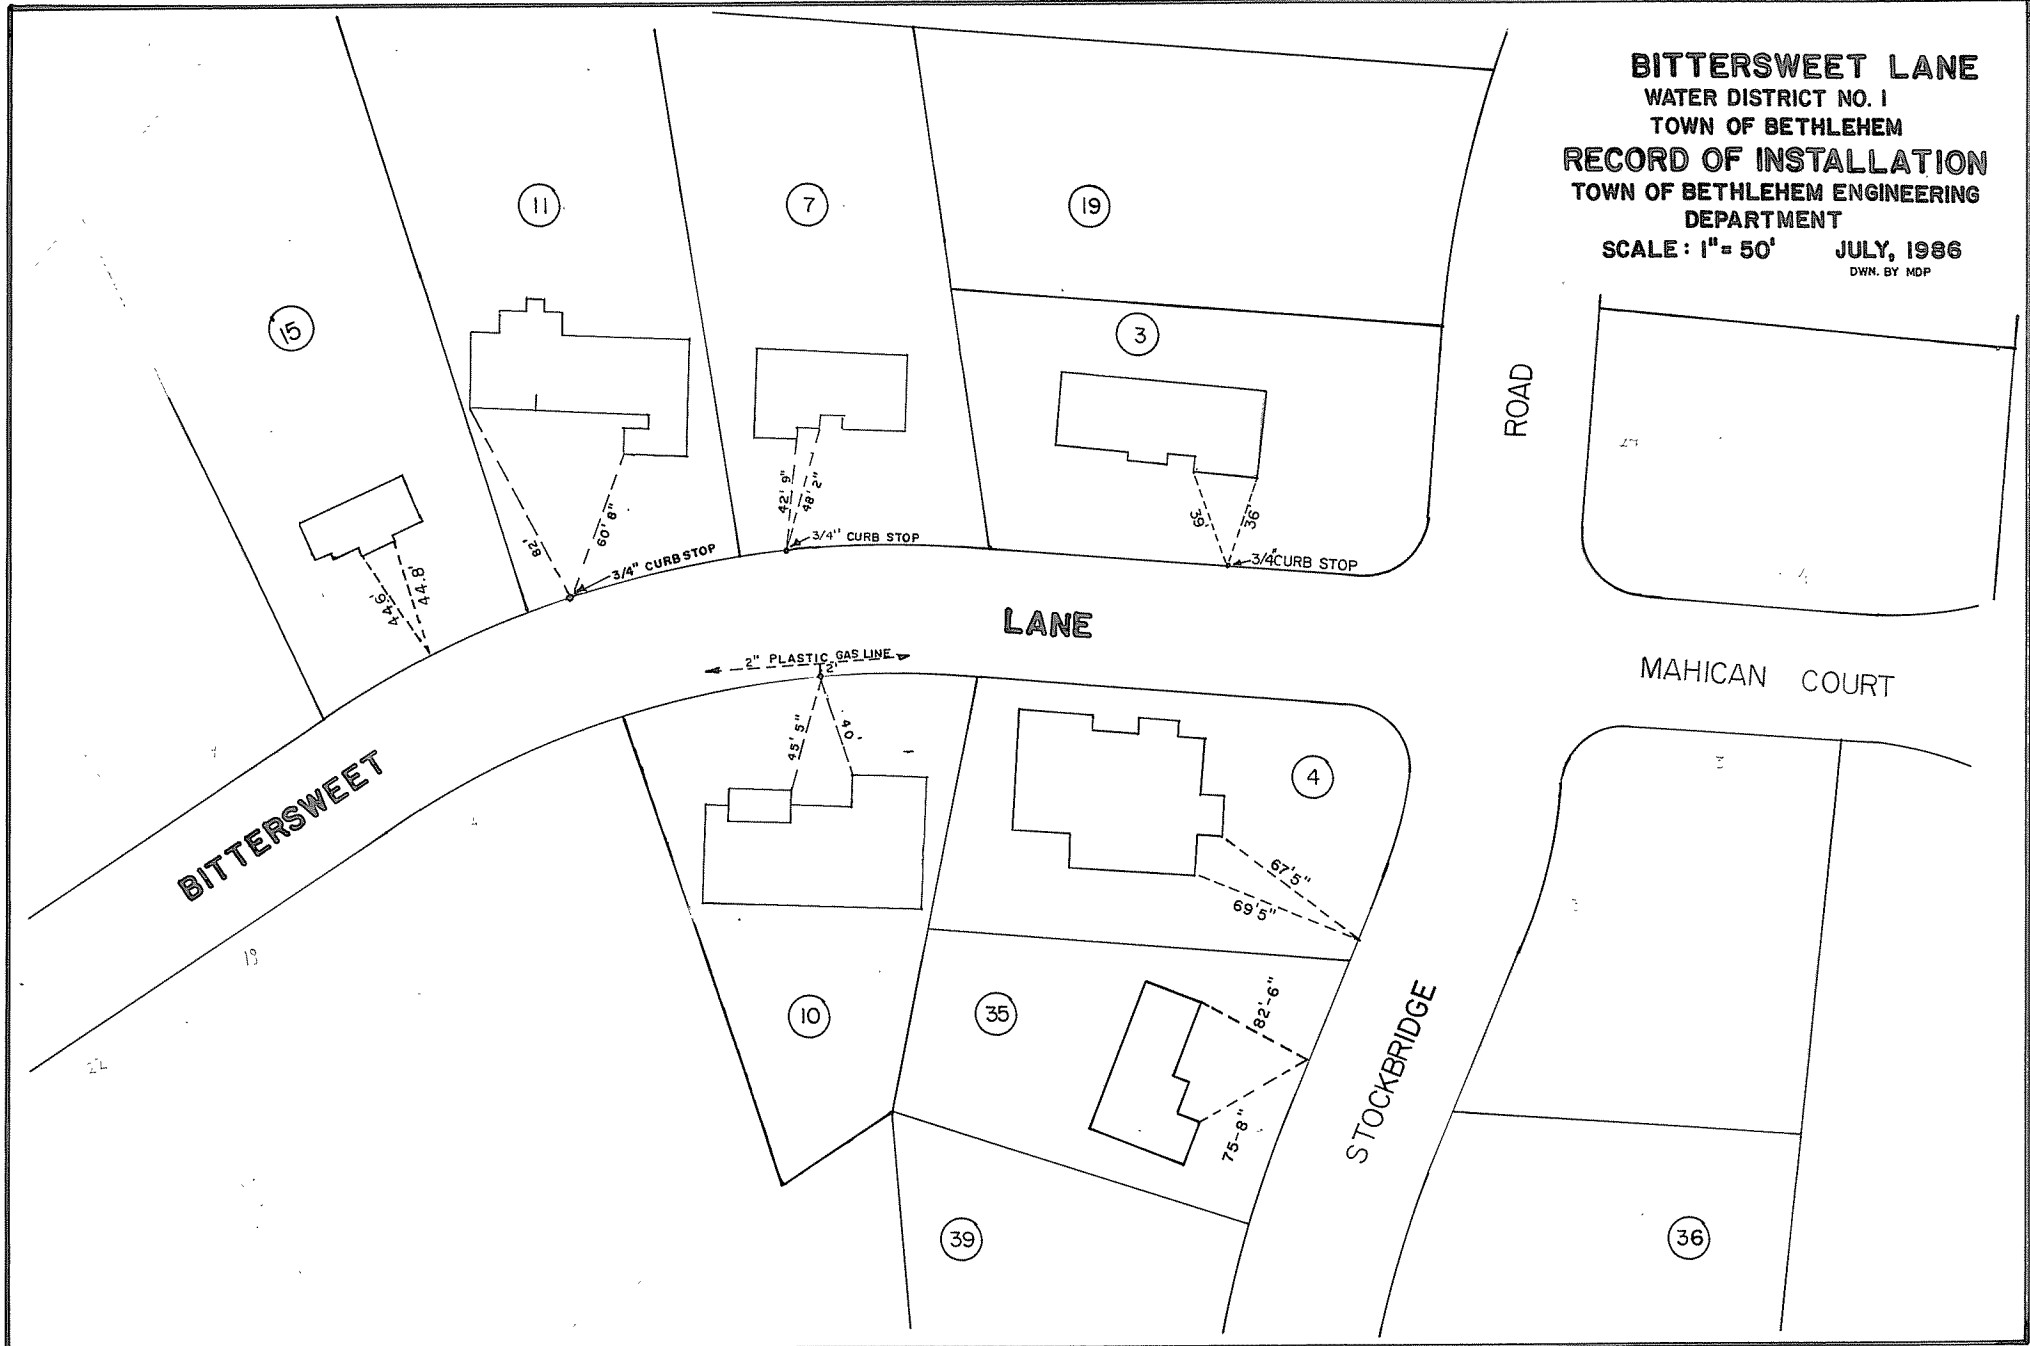 BITTERSWEET LANE
WATER DISTRICT NO. 1
TOWN OF BETHLEHEM
RECORD OF INSTALLATION
TOWN OF BETHLEHEM ENGINEERING
DEPARTMENT
SCALE: 1"= 50' JULY, 1986
DWN. BY MDP
11
7
19
15
3
ROAD
42' 9"
48' 2"
82'
60' 8"
39'
36'
3/4" CURB STOP
3/4" CURB STOP
3/4" CURB STOP
44.6'
44.8'
LANE
2" PLASTIC GAS LINE
2'
MAHICAN COURT
45' 5"
40'
4
BITTERSWEET
67'5"
69'5"
19
10
35
82'-6"
75-8"
STOCKBRIDGE
22
39
36